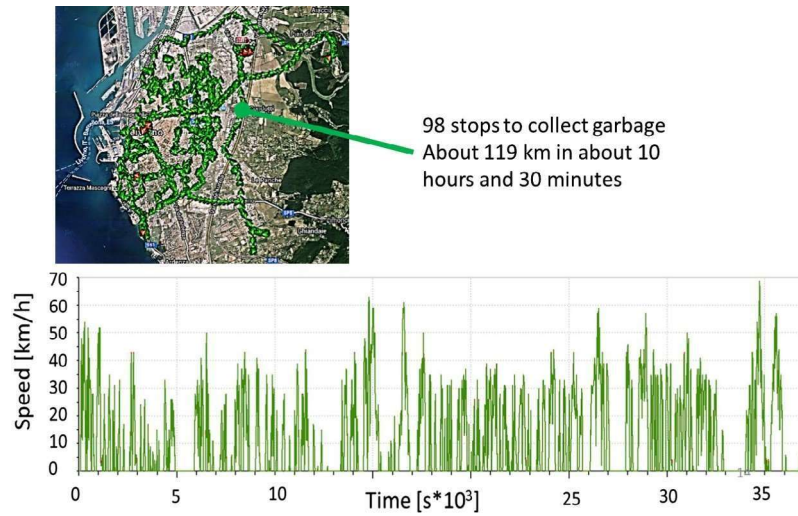 98 stops to collect garbage
About 119 km in about 10
hours and 30 minutes
Speed [km/h]
70
60
50
40
30
20
10
0
0 5 10 25 30 35
Time [s*10³]